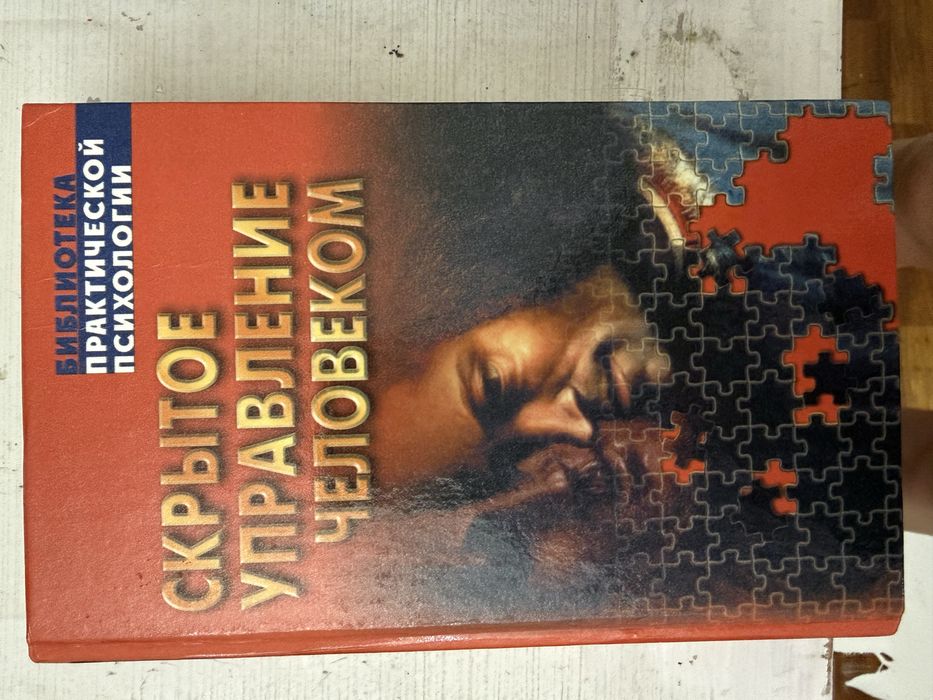 БИБЛИОТЕКА
ПРАКТИЧЕСКОЙ
ПСИХОЛОГИИ
СКРЫТОЕ
УПРАВЛЕНИЕ
ЧЕЛОВЕКОМ